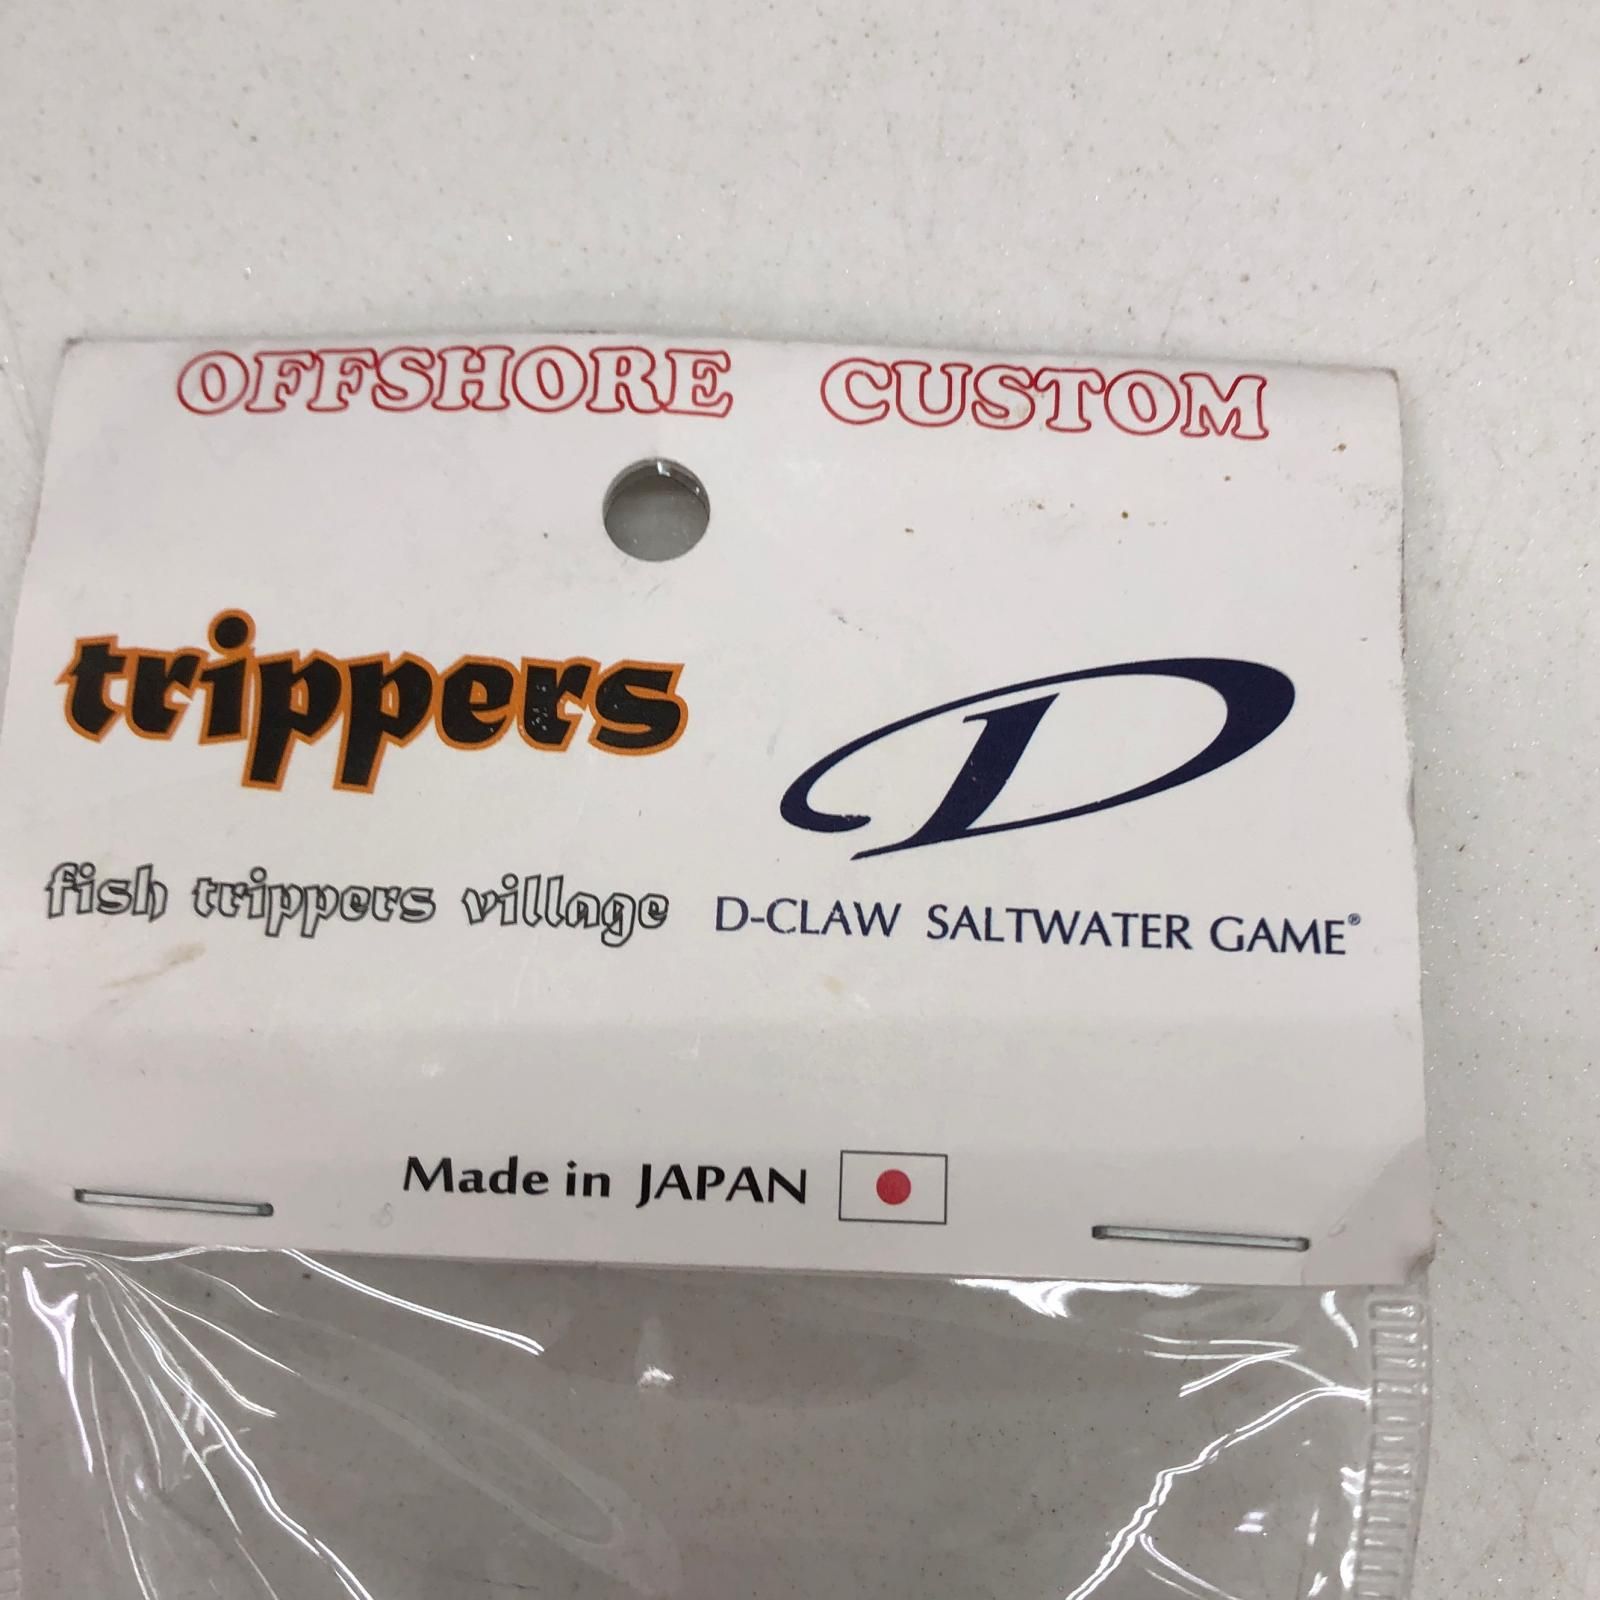 OFFSHORE CUSTOM
trippers
D
fish trippers village
D-CLAW SALTWATER GAME®
Made in JAPAN